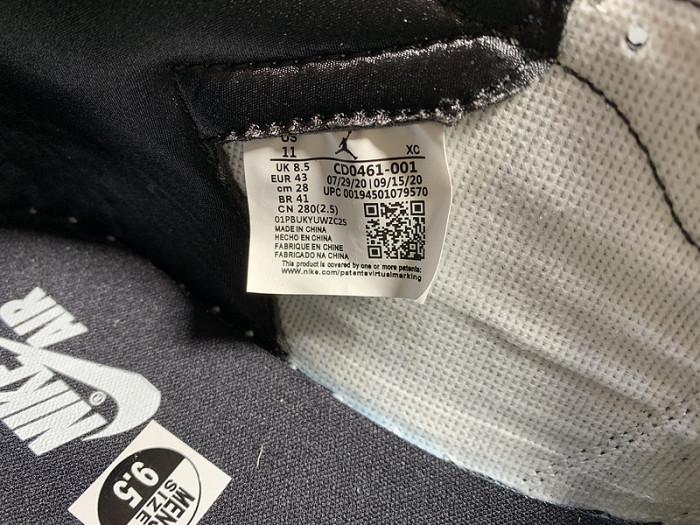 US
11
XC
UK 8.5
EUR 43
cm 28
BR 41
CN 280(2.5)
CD0461-001
07/29/20 | 09/15/20
UPC 00194501079570
01PBUKYUWZC25
MADE IN CHINA
HECHO EN CHINA
FABRIQUE EN CHINE
FABRICADO NA CHINA
This product is covered by one or more patents:
www.nike.com/patentsvirtualmarking
NIKE AIR
MENS
SIZE
9.5